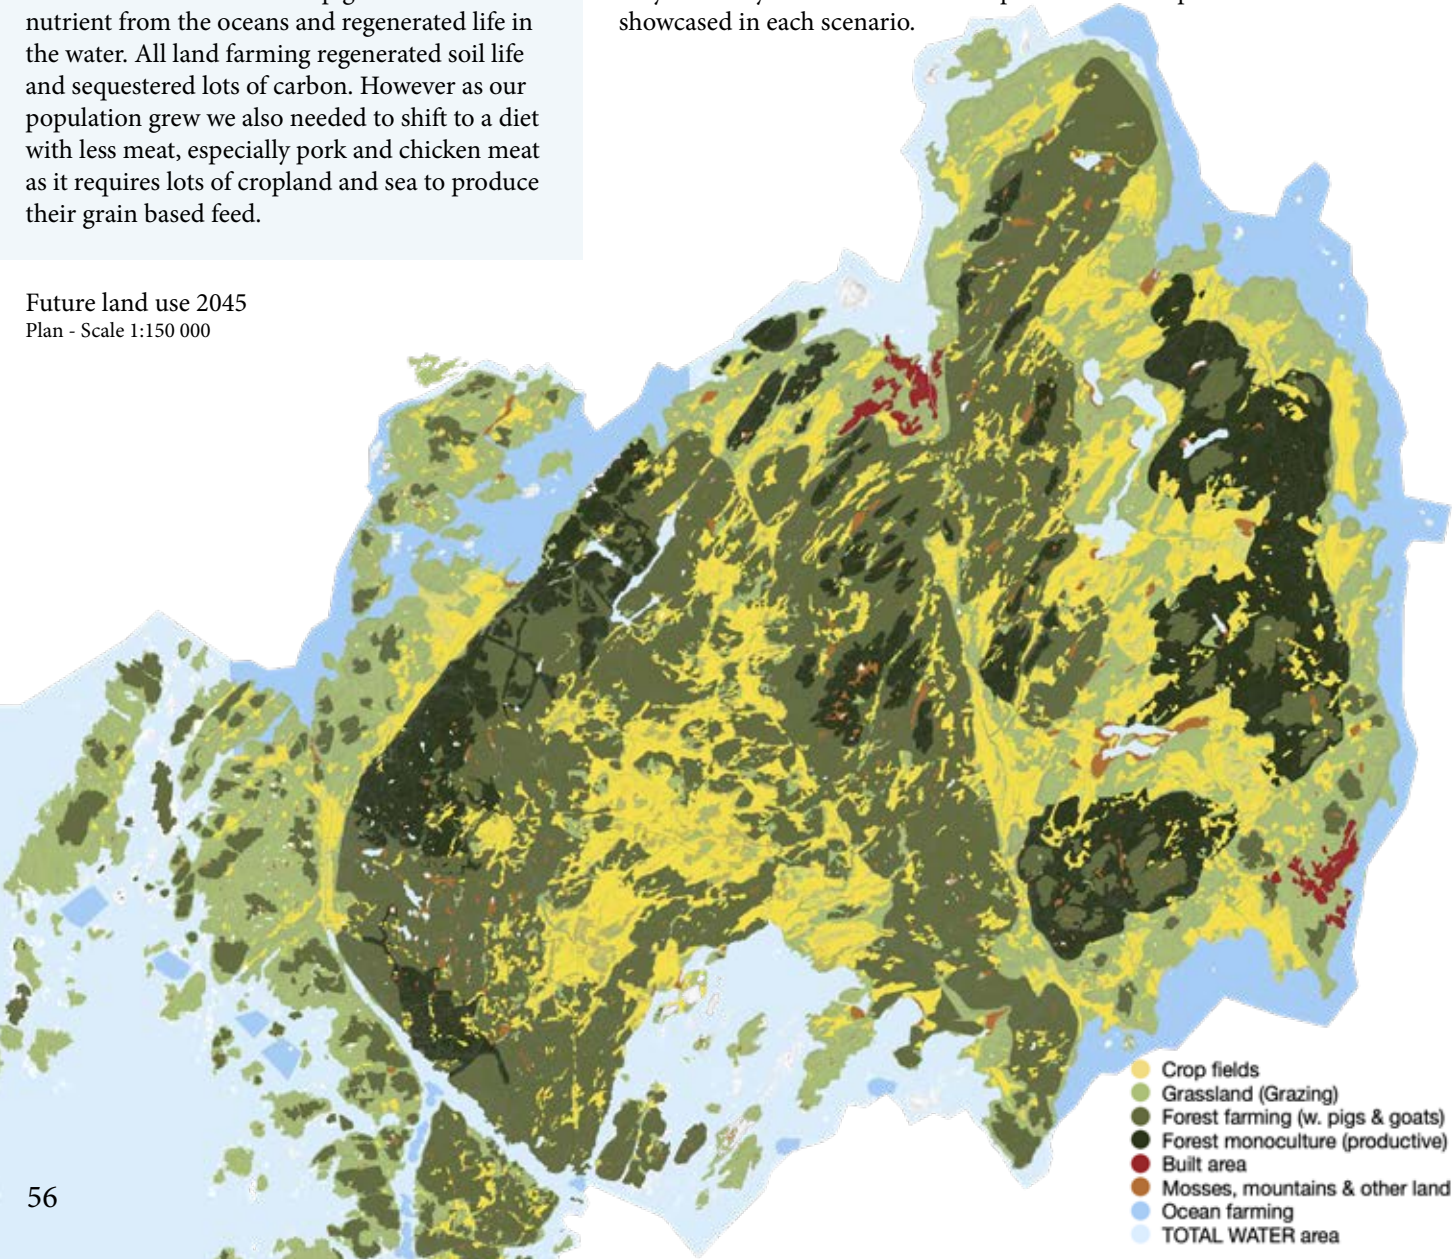 nutrient from the oceans and regenerated life in
the water. All land farming regenerated soil life
and sequestered lots of carbon. However as our
population grew we also needed to shift to a diet
with less meat, especially pork and chicken meat
as it requires lots of cropland and sea to produce
their grain based feed.
showcased in each scenario.
Future land use 2045
Plan - Scale 1:150 000
Crop fields
Grassland (Grazing)
Forest farming (w. pigs & goats)
Forest monoculture (productive)
Built area
Mosses, mountains & other land
Ocean farming
TOTAL WATER area
56